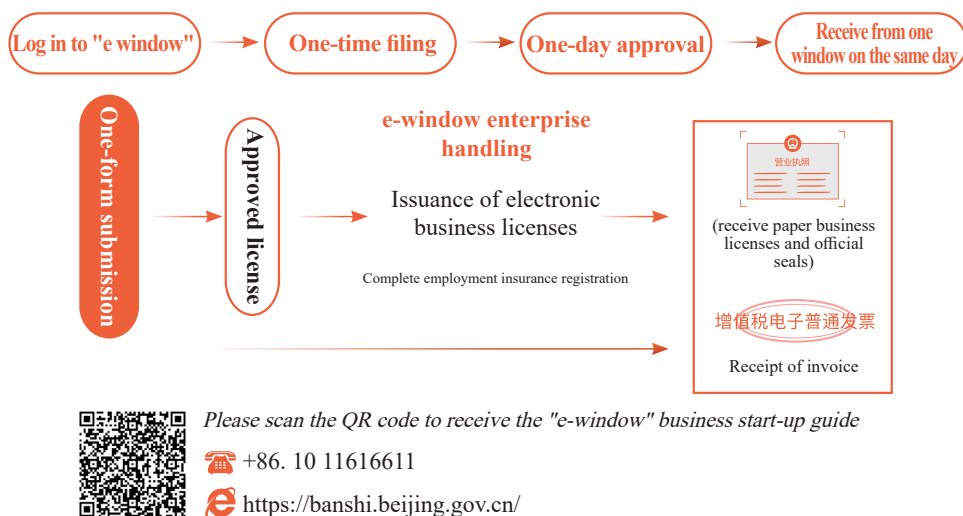 Log in to "e window"
One-time filing
One-day approval
Receive from one
window on the same day
One-form submission
Approved license
e-window enterprise
handling
Issuance of electronic
business licenses
Complete employment insurance registration
营业执照
(receive paper business
licenses and official
seals)
增值税电子普通发票
Receipt of invoice
Please scan the QR code to receive the "e-window" business start-up guide
+86. 10 11616611
https://banshi.beijing.gov.cn/